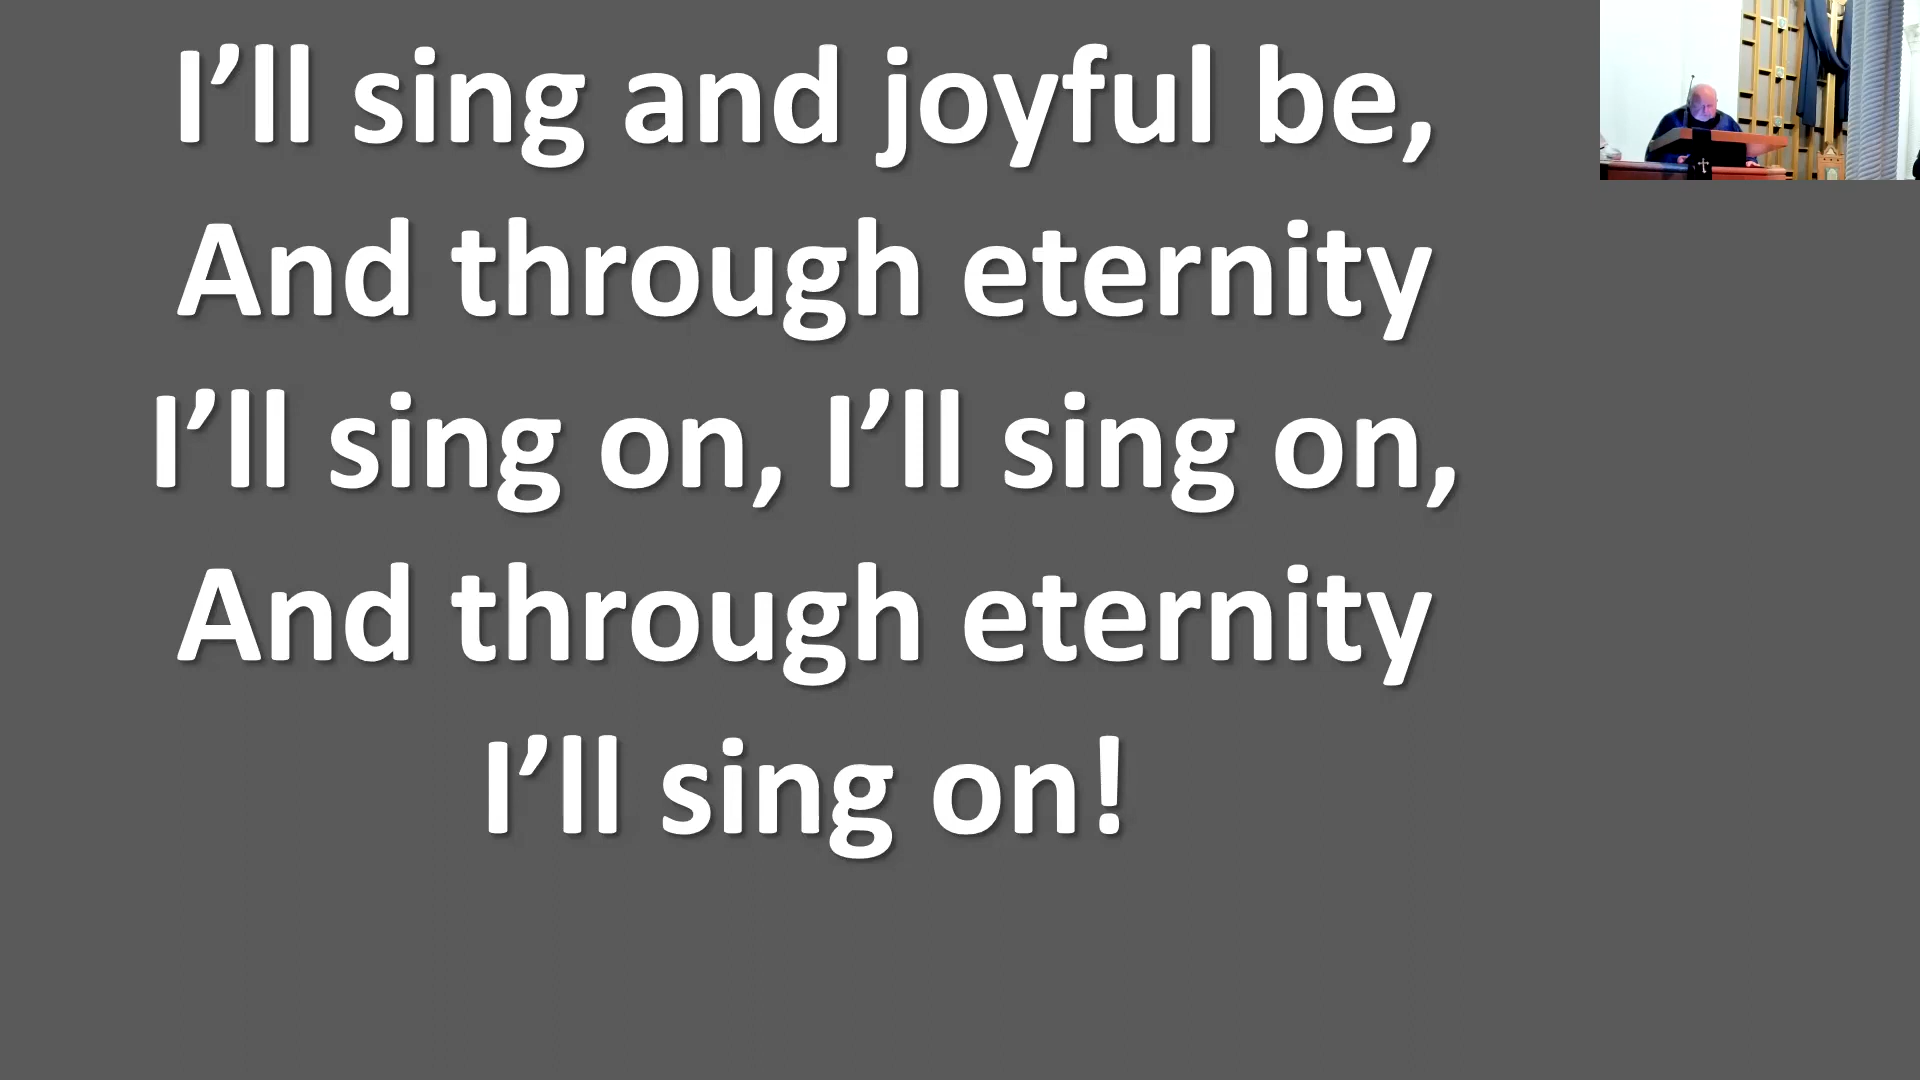 I’ll sing and joyful be,
And through eternity
I’ll sing on, I’ll sing on,
And through eternity
I’ll sing on!